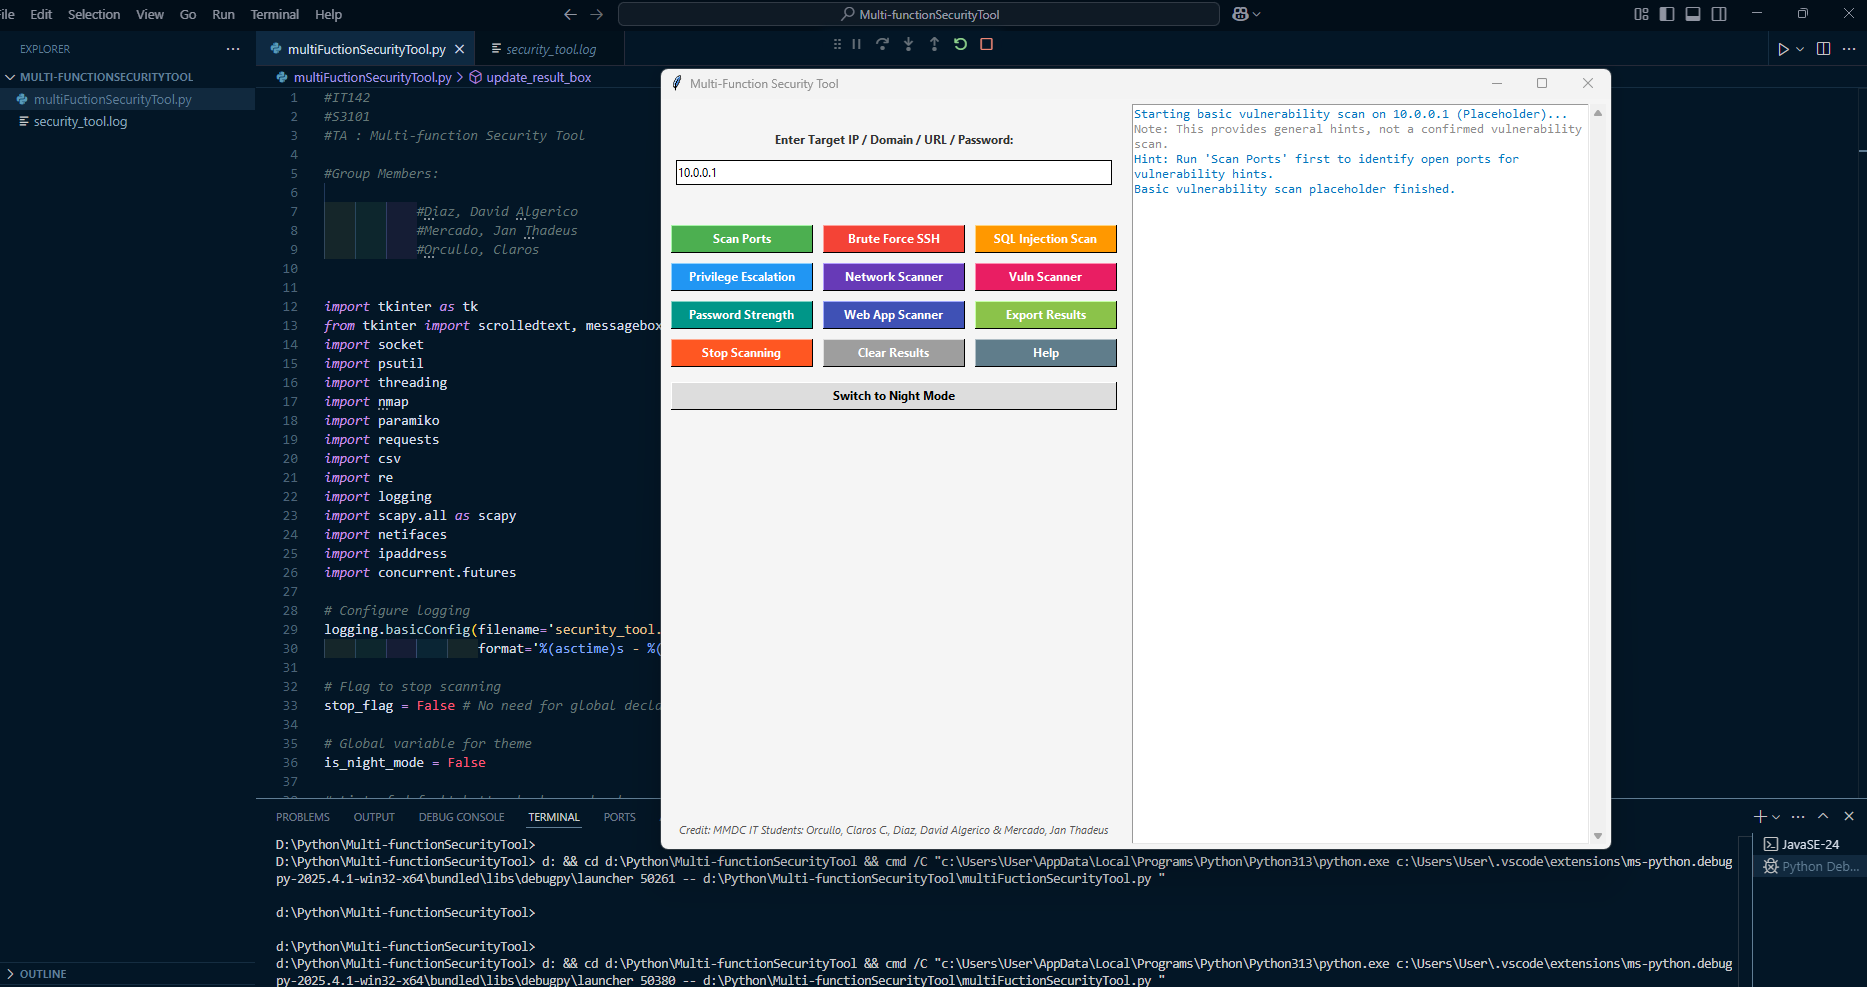 File Edit Selection View Go Run Terminal Help
Multi-functionSecurityTool
EXPLORER
MULTI-FUNCTIONSECURITYTOOL
multiFuctionSecurityTool.py
security_tool.log
OUTLINE
multiFuctionSecurityTool.py
security_tool.log
multiFuctionSecurityTool.py > update_result_box
1 #IT142
2 #S3101
3 #TA : Multi-function Security Tool
4
5 #Group Members:
6
7 #Diaz, David Algerico
8 #Mercado, Jan Thadeus
9 #Orcullo, Claros
10
11
12 import tkinter as tk
13 from tkinter import scrolledtext, messagebox
14 import socket
15 import psutil
16 import threading
17 import nmap
18 import paramiko
19 import requests
20 import csv
21 import re
22 import logging
23 import scapy.all as scapy
24 import netifaces
25 import ipaddress
26 import concurrent.futures
27
28 # Configure logging
29 logging.basicConfig(filename='security_tool.
30 format='%(asctime)s - %(
31
32 # Flag to stop scanning
33 stop_flag = False # No need for global decla
34
35 # Global variable for theme
36 is_night_mode = False
37
Multi-Function Security Tool
Enter Target IP / Domain / URL / Password:
10.0.0.1
Scan Ports Brute Force SSH SQL Injection Scan
Privilege Escalation Network Scanner Vuln Scanner
Password Strength Web App Scanner Export Results
Stop Scanning Clear Results Help
Switch to Night Mode
Credit: MMDC IT Students: Orcullo, Claros C., Diaz, David Algerico & Mercado, Jan Thadeus
Starting basic vulnerability scan on 10.0.0.1 (Placeholder)...
Note: This provides general hints, not a confirmed vulnerability
scan.
Hint: Run 'Scan Ports' first to identify open ports for
vulnerability hints.
Basic vulnerability scan placeholder finished.
PROBLEMS OUTPUT DEBUG CONSOLE TERMINAL PORTS
D:\Python\Multi-functionSecurityTool>
D:\Python\Multi-functionSecurityTool> d: && cd d:\Python\Multi-functionSecurityTool && cmd /C "c:\Users\User\AppData\Local\Programs\Python\Python313\python.exe c:\Users\User\.vscode\extensions\ms-python.debug
py-2025.4.1-win32-x64\bundled\libs\debugpy\launcher 50261 -- d:\Python\Multi-functionSecurityTool\multiFuctionSecurityTool.py "
d:\Python\Multi-functionSecurityTool>
d:\Python\Multi-functionSecurityTool>
d:\Python\Multi-functionSecurityTool> d: && cd d:\Python\Multi-functionSecurityTool && cmd /C "c:\Users\User\AppData\Local\Programs\Python\Python313\python.exe c:\Users\User\.vscode\extensions\ms-python.debug
py-2025.4.1-win32-x64\bundled\libs\debugpy\launcher 50380 -- d:\Python\Multi-functionSecurityTool\multiFuctionSecurityTool.py "
JavaSE-24
Python Deb...